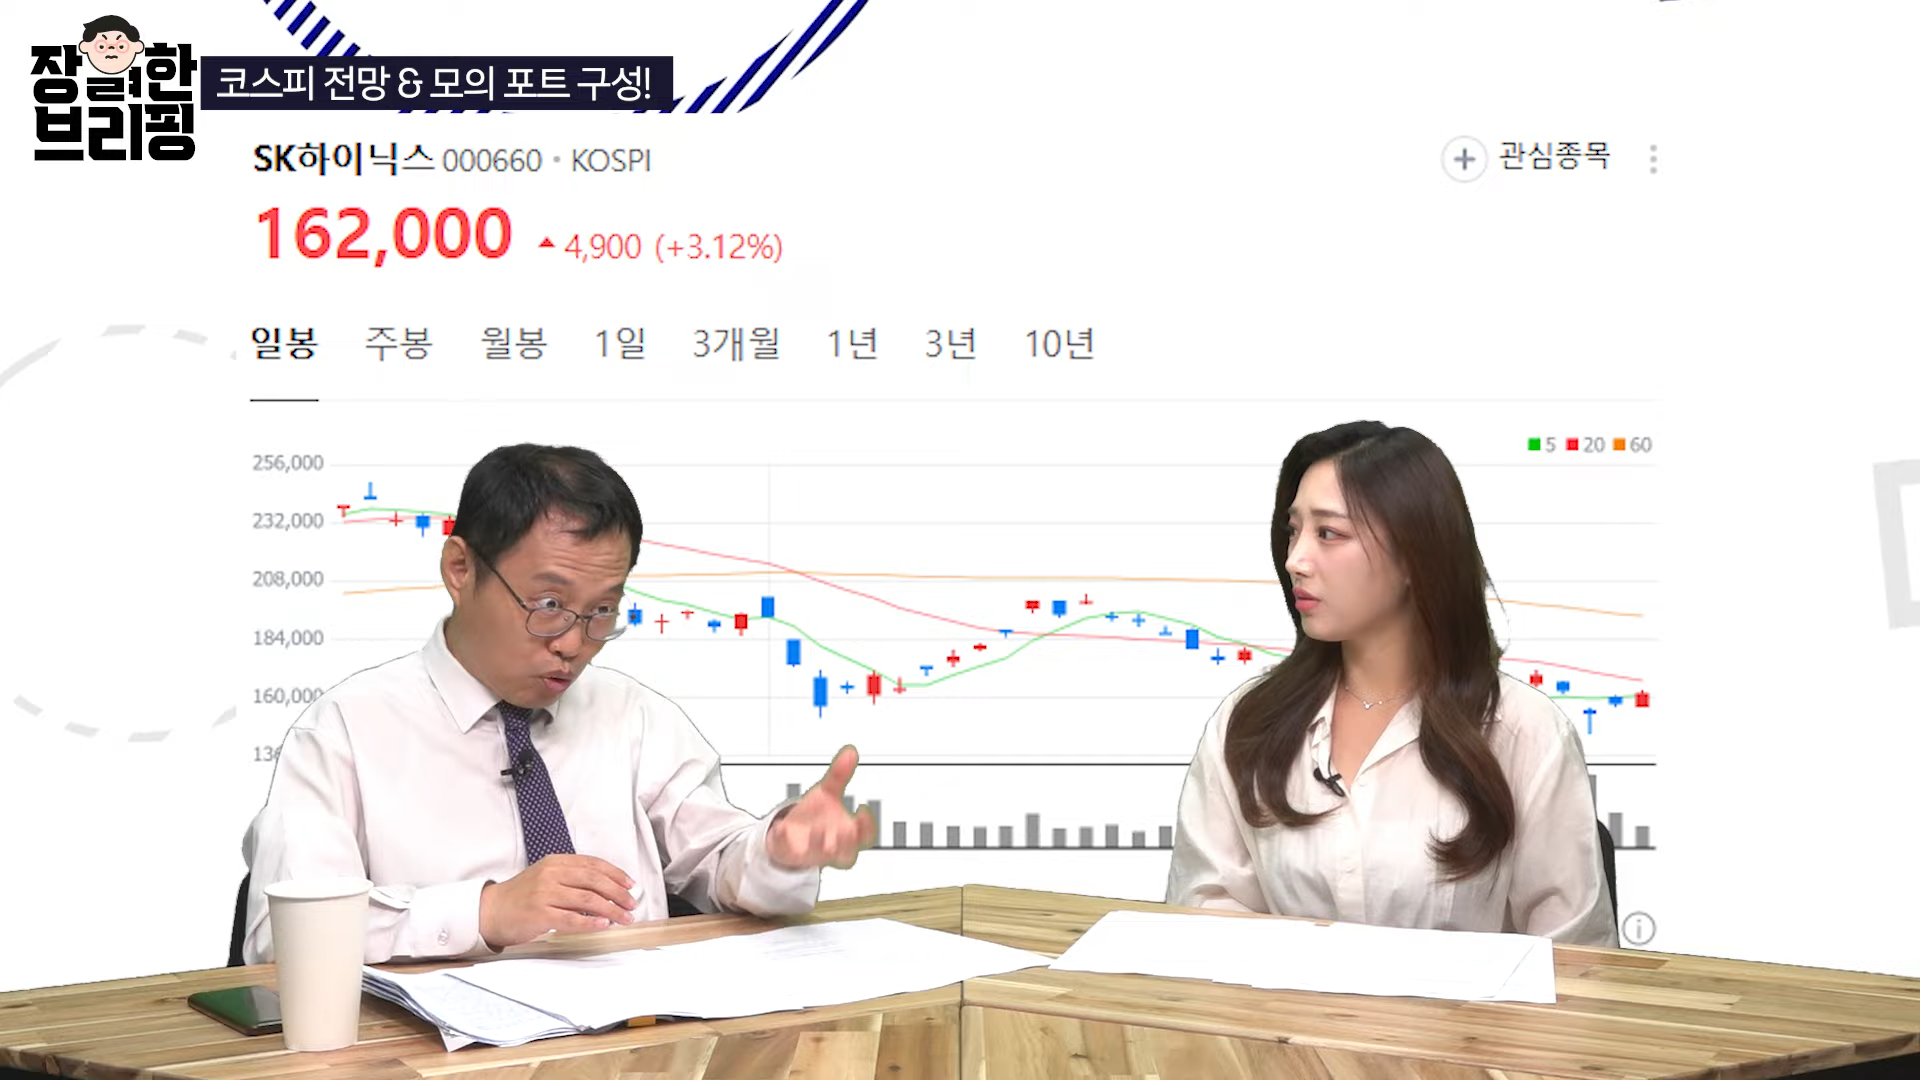 장열한
브리핑
코스피 전망 & 모의 포트 구성!
SK하이닉스 000660 • KOSPI
관심종목
162,000 ▲ 4,900 (+3.12%)
일봉 주봉 월봉 1일 3개월 1년 3년 10년
5 20 60
256,000
232,000
208,000
184,000
160,000